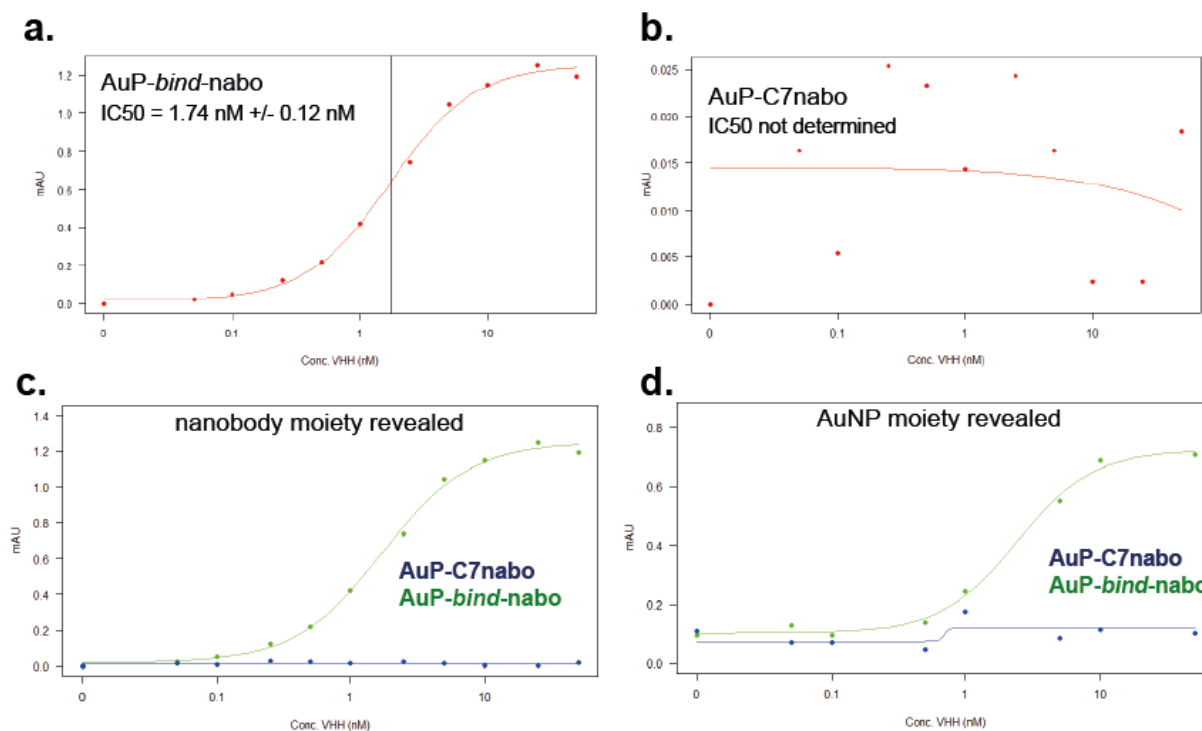 a.
AuP-bind-nabo
IC50 = 1.74 nM +/- 0.12 nM
mAU
1.2
1.0
0.8
0.6
0.4
0.2
0.0
0
0.1
1
10
Conc. VHH (nM)
b.
AuP-C7nabo
IC50 not determined
mAU
0.025
0.020
0.015
0.010
0.005
0.000
0
0.1
1
10
Conc. VHH (nM)
c.
nanobody moiety revealed
mAU
1.4
1.2
1.0
0.8
0.6
0.4
0.2
0.0
AuP-C7nabo
AuP-bind-nabo
0
0.1
1
10
Conc. VHH (nM)
d.
AuNP moiety revealed
mAU
0.8
0.6
0.4
0.2
0.0
AuP-C7nabo
AuP-bind-nabo
0
0.1
1
10
Conc. VHH (nM)